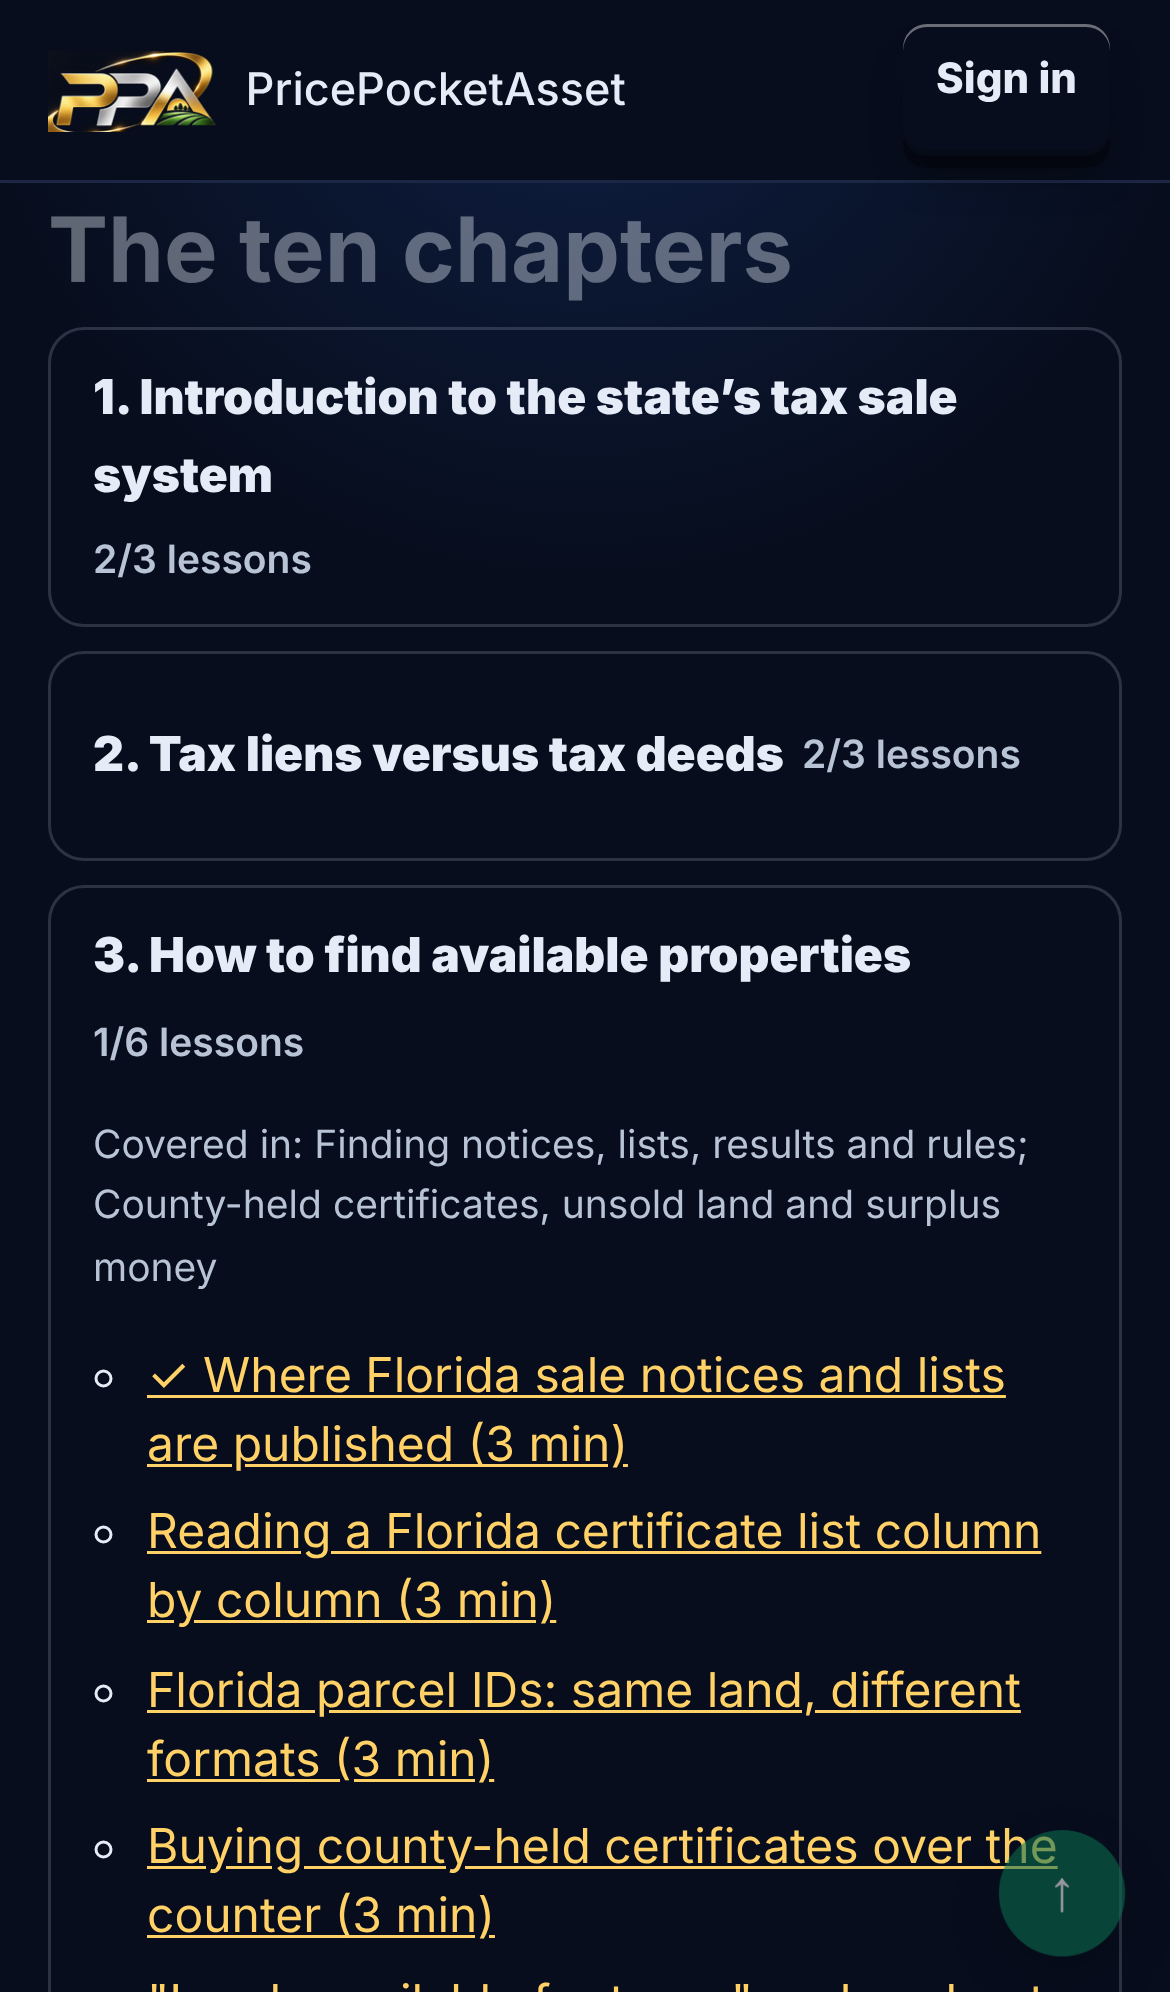 PPA PricePocketAsset
Sign in
The ten chapters
1. Introduction to the state’s tax sale
system
2/3 lessons
2. Tax liens versus tax deeds 2/3 lessons
3. How to find available properties
1/6 lessons
Covered in: Finding notices, lists, results and rules;
County-held certificates, unsold land and surplus
money
✓ Where Florida sale notices and lists
are published (3 min)
Reading a Florida certificate list column
by column (3 min)
Florida parcel IDs: same land, different
formats (3 min)
Buying county-held certificates over the
counter (3 min)
↑